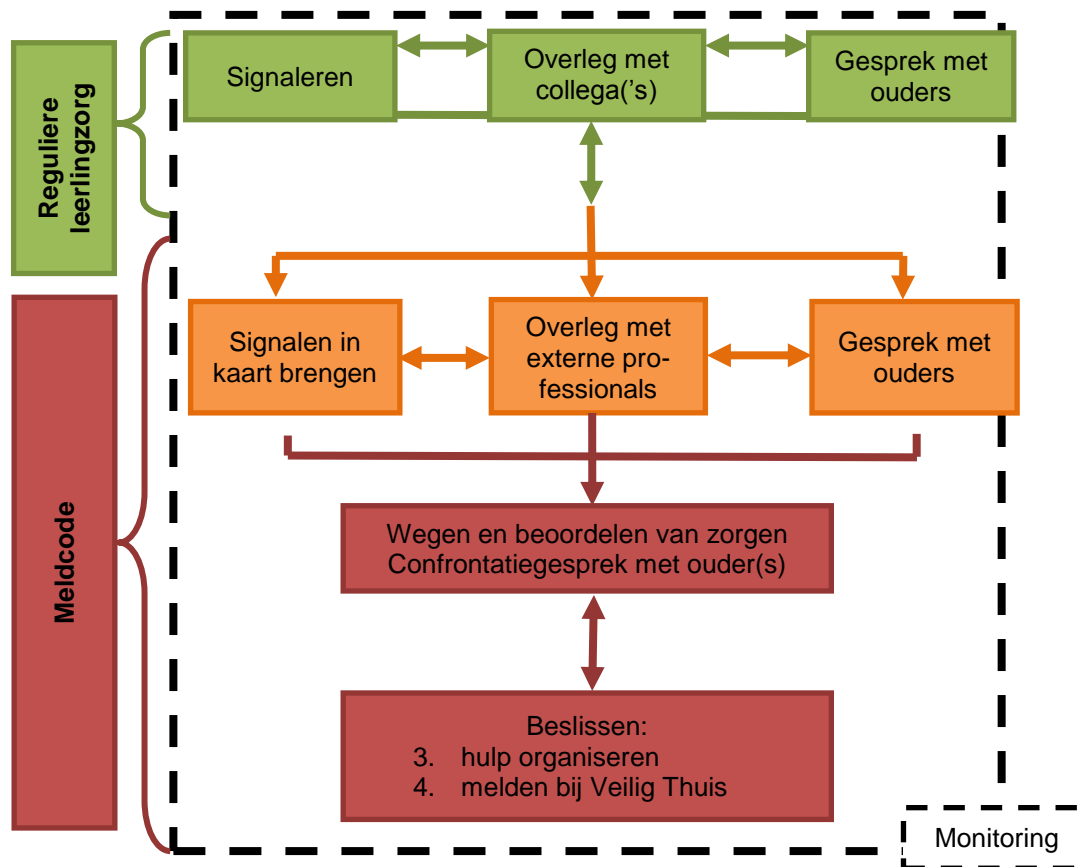 Reguliere
leerlingzorg
Signaleren
Overleg met
collega('s)
Gesprek met
ouders
Meldcode
Signalen in
kaart brengen
Overleg met
externe pro-
fessionals
Gesprek met
ouders
Wegen en beoordelen van zorgen
Confrontatiegesprek met ouder(s)
Beslissen:
3. hulp organiseren
4. melden bij Veilig Thuis
Monitoring